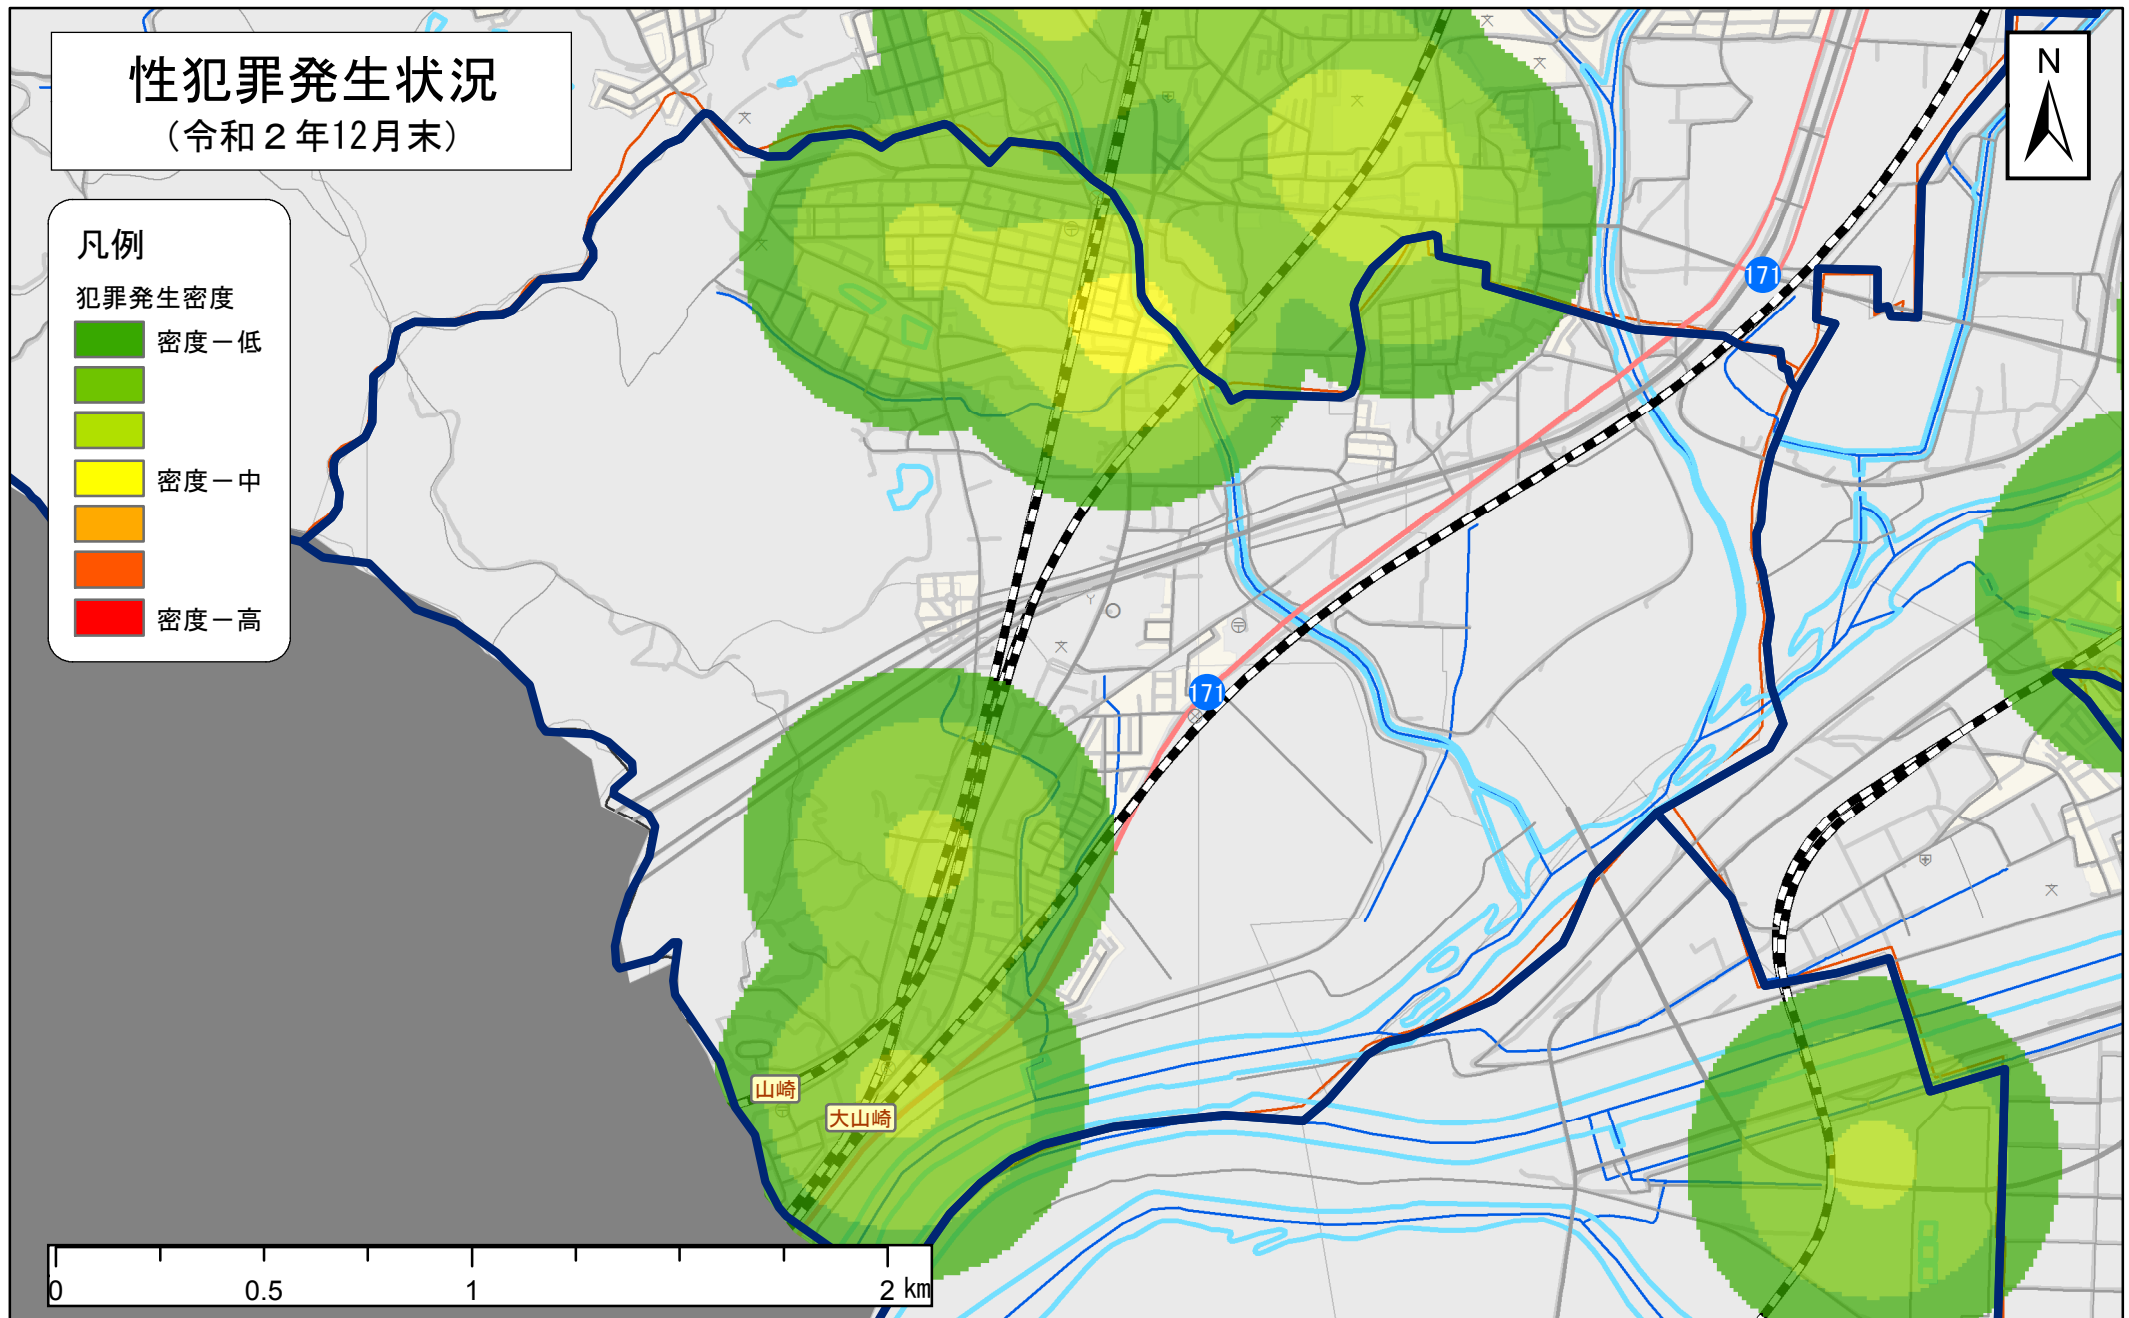 性犯罪発生状況
（令和２年12月末）
N
凡例
犯罪発生密度
密度－低
密度－中
密度－高
171
171
山崎
大山崎
0 0.5 1 2 km